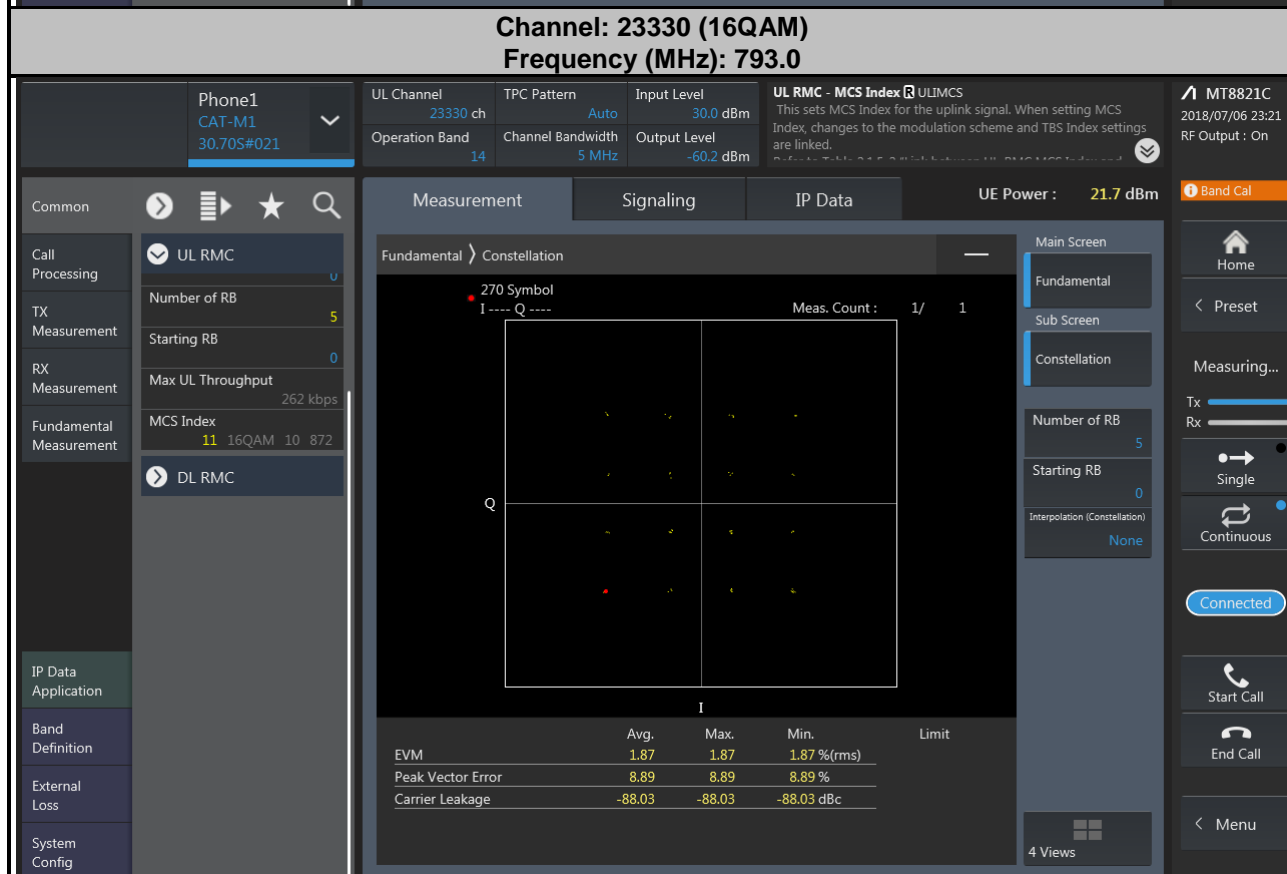 Channel: 23330 (16QAM)
Frequency (MHz): 793.0
Phone1
CAT-M1
30.70S#021
UL Channel
23330 ch
TPC Pattern
Auto
Input Level
30.0 dBm
Operation Band
14
Channel Bandwidth
5 MHz
Output Level
-60.2 dBm
UL RMC - MCS Index R ULIMCS
This sets MCS Index for the uplink signal. When setting MCS
Index, changes to the modulation scheme and TBS Index settings
are linked.
MT8821C
2018/07/06 23:21
RF Output : On
Common
Measurement
Signaling
IP Data
UE Power : 21.7 dBm
Band Cal
Call
Processing
TX
Measurement
RX
Measurement
Fundamental
Measurement
IP Data
Application
Band
Definition
External
Loss
System
Config
UL RMC
0
Number of RB
5
Starting RB
0
Max UL Throughput
262 kbps
MCS Index
11 16QAM 10 872
DL RMC
Fundamental Constellation
270 Symbol
I ---- Q ----
Meas. Count : 1/ 1
Q
I
Avg. Max. Min. Limit
EVM 1.87 1.87 1.87 %(rms)
Peak Vector Error 8.89 8.89 8.89 %
Carrier Leakage -88.03 -88.03 -88.03 dBc
Main Screen
Fundamental
Sub Screen
Constellation
Number of RB
5
Starting RB
0
Interpolation (Constellation)
None
4 Views
Home
Preset
Measuring...
Tx
Rx
Single
Continuous
Connected
Start Call
End Call
Menu